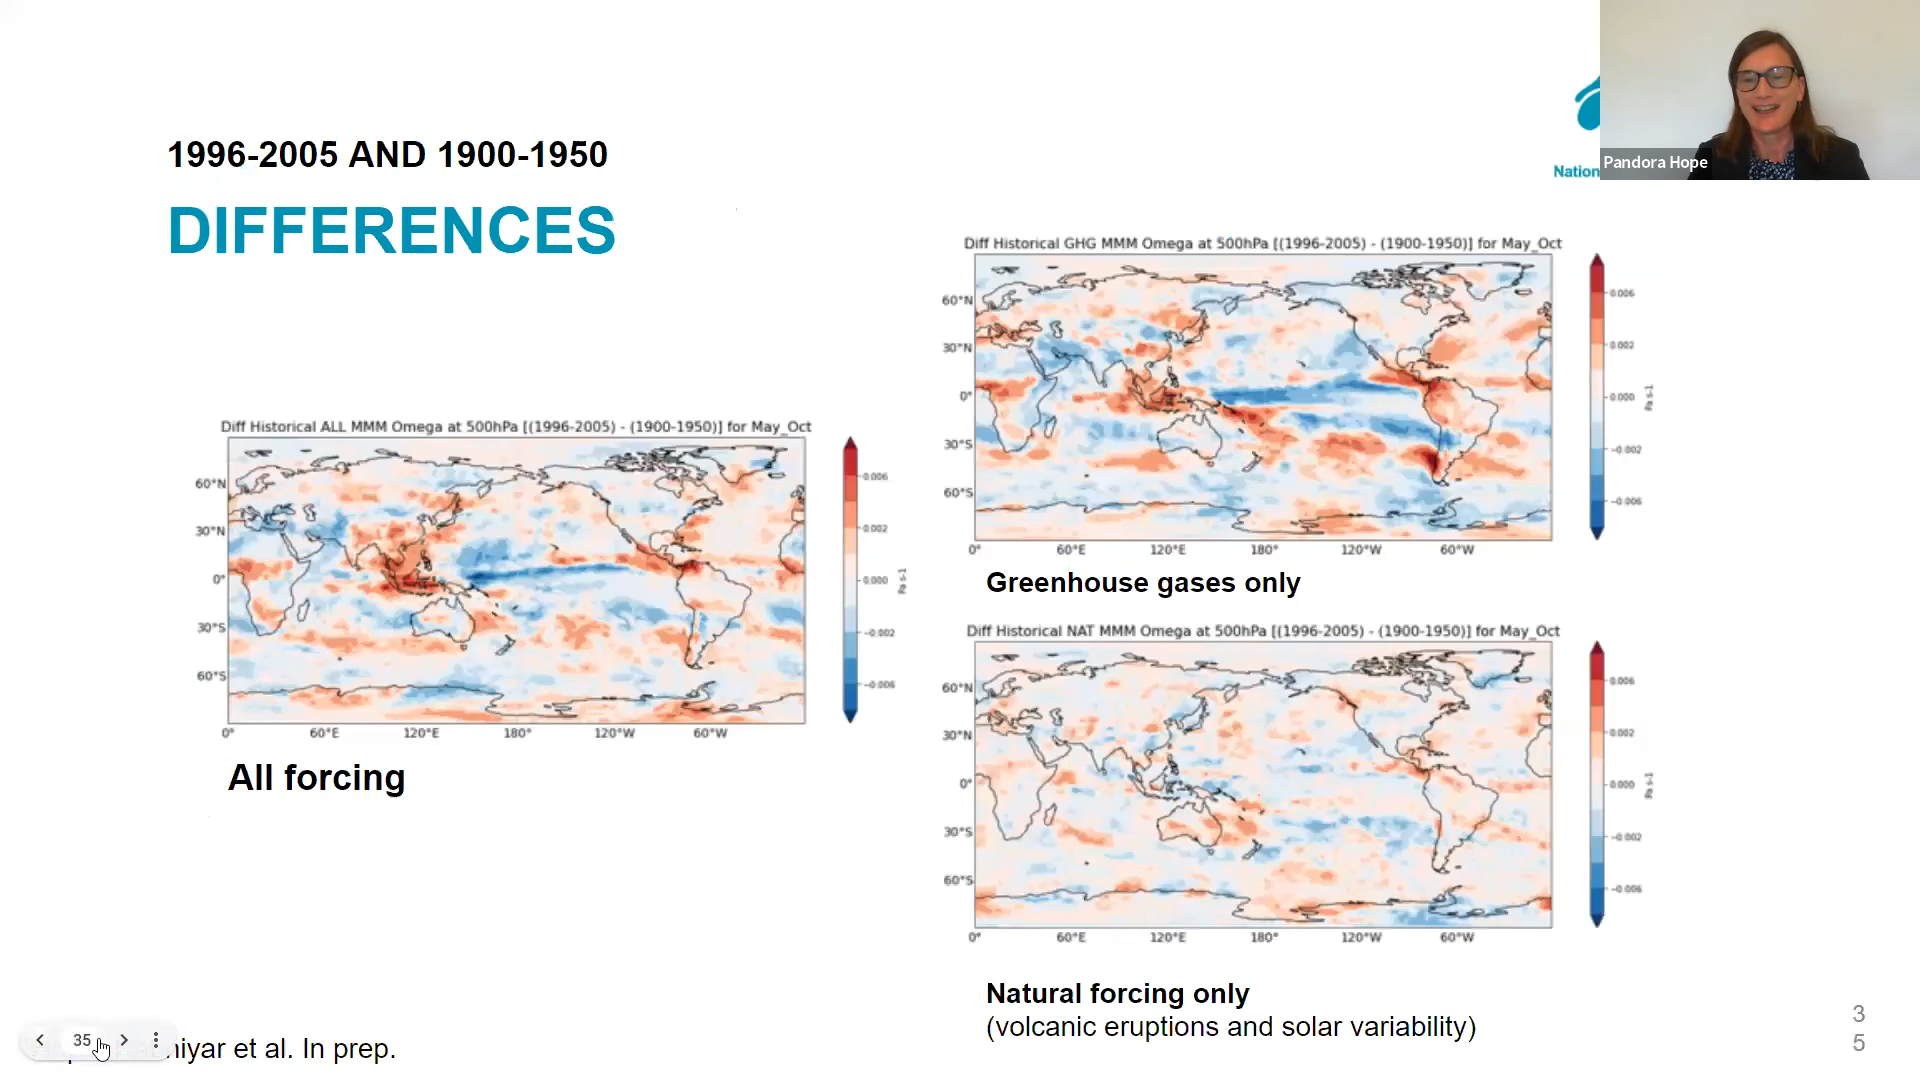 1996-2005 AND 1900-1950
DIFFERENCES
Nation
Pandora Hope
Diff Historical ALL MMM Omega at 500hPa [(1996-2005) - (1900-1950)] for May_Oct
60°N
30°N
0°
30°S
60°S
0°
60°E
120°E
180°
120°W
60°W
0.006
0.002
0.000
-0.002
-0.006
Pa s-1
All forcing
Diff Historical GHG MMM Omega at 500hPa [(1996-2005) - (1900-1950)] for May_Oct
60°N
30°N
0°
30°S
60°S
0°
60°E
120°E
180°
120°W
60°W
0.006
0.002
0.000
-0.002
-0.006
Pa s-1
Greenhouse gases only
Diff Historical NAT MMM Omega at 500hPa [(1996-2005) - (1900-1950)] for May_Oct
60°N
30°N
0°
30°S
60°S
0°
60°E
120°E
180°
120°W
60°W
0.006
0.002
0.000
-0.002
-0.006
Pa s-1
Natural forcing only
(volcanic eruptions and solar variability)
35
et al. In prep.
3
5